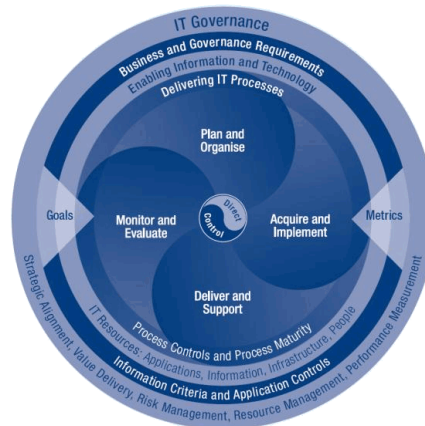 IT Governance
Business and Governance Requirements
Enabling Information and Technology
Delivering IT Processes
Plan and
Organise
Goals
Monitor and
Evaluate
Direct
Control
Acquire and
Implement
Metrics
Deliver and
Support
Process Controls and Process Maturity
IT Resources: Applications, Information, Infrastructure, People
Information Criteria and Application Controls
Strategic Alignment, Value Delivery, Risk Management, Resource Management, Performance Measurement